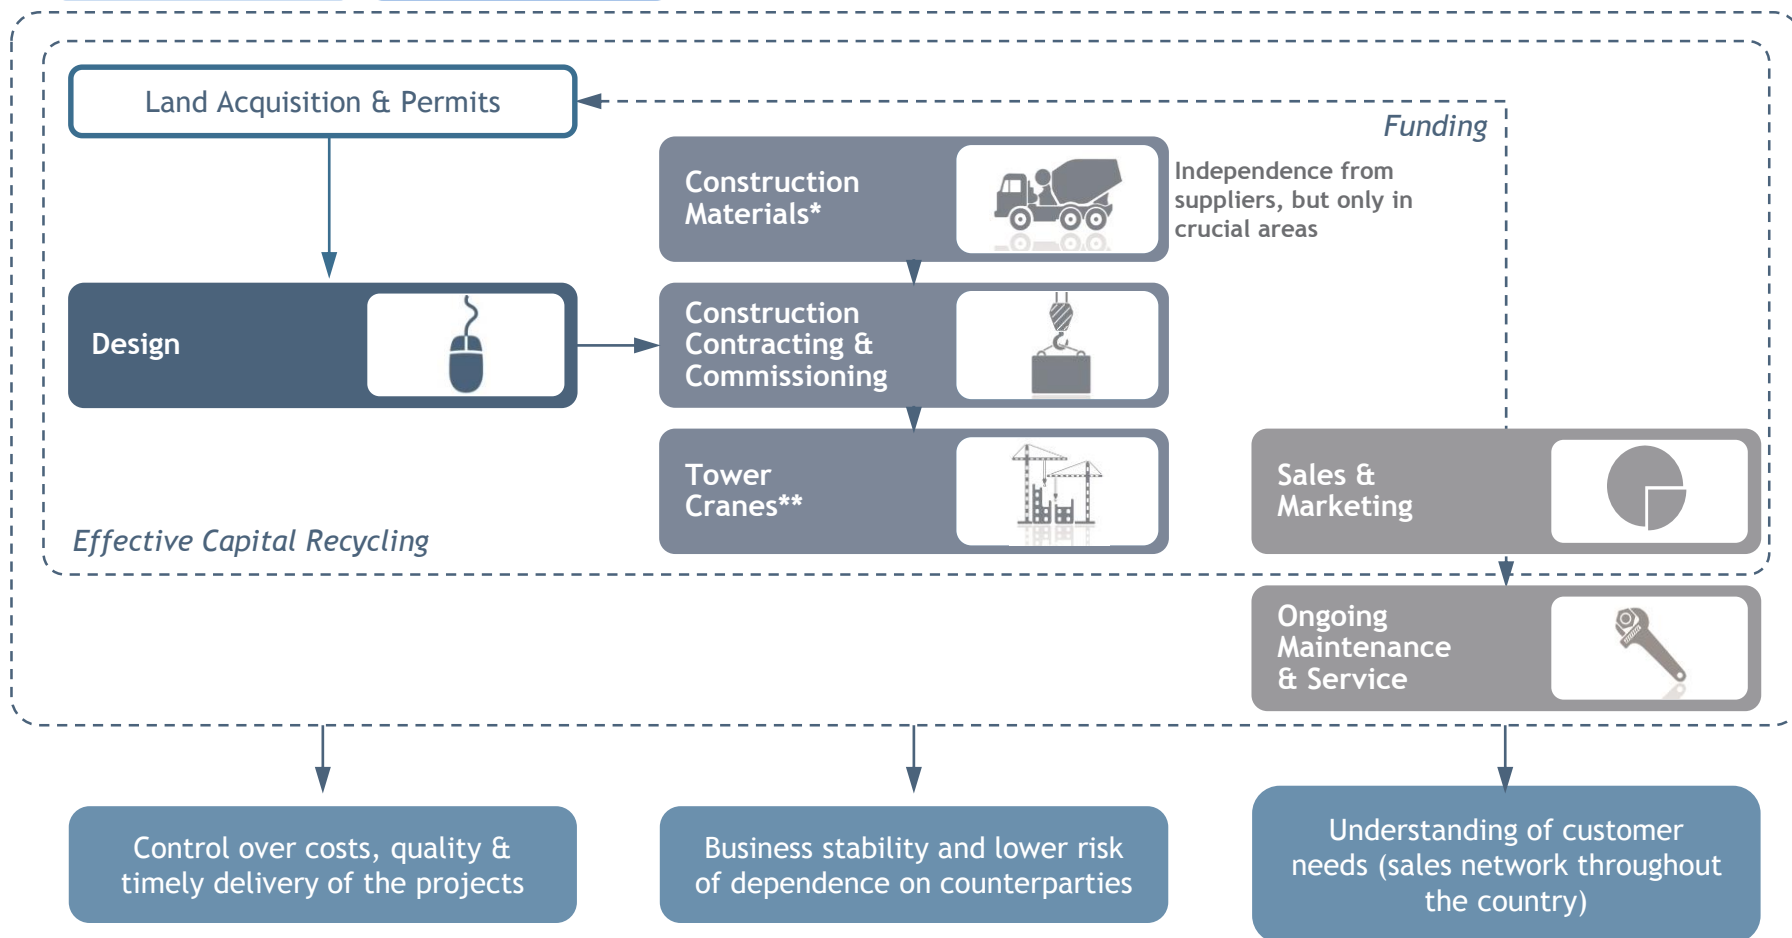 Land Acquisition & Permits
Funding
Construction
Materials*
Independence from
suppliers, but only in
crucial areas
Design
Construction
Contracting &
Commissioning
Tower
Cranes**
Sales &
Marketing
Effective Capital Recycling
Ongoing
Maintenance
& Service
Control over costs, quality &
timely delivery of the projects
Business stability and lower risk
of dependence on counterparties
Understanding of customer
needs (sales network throughout
the country)